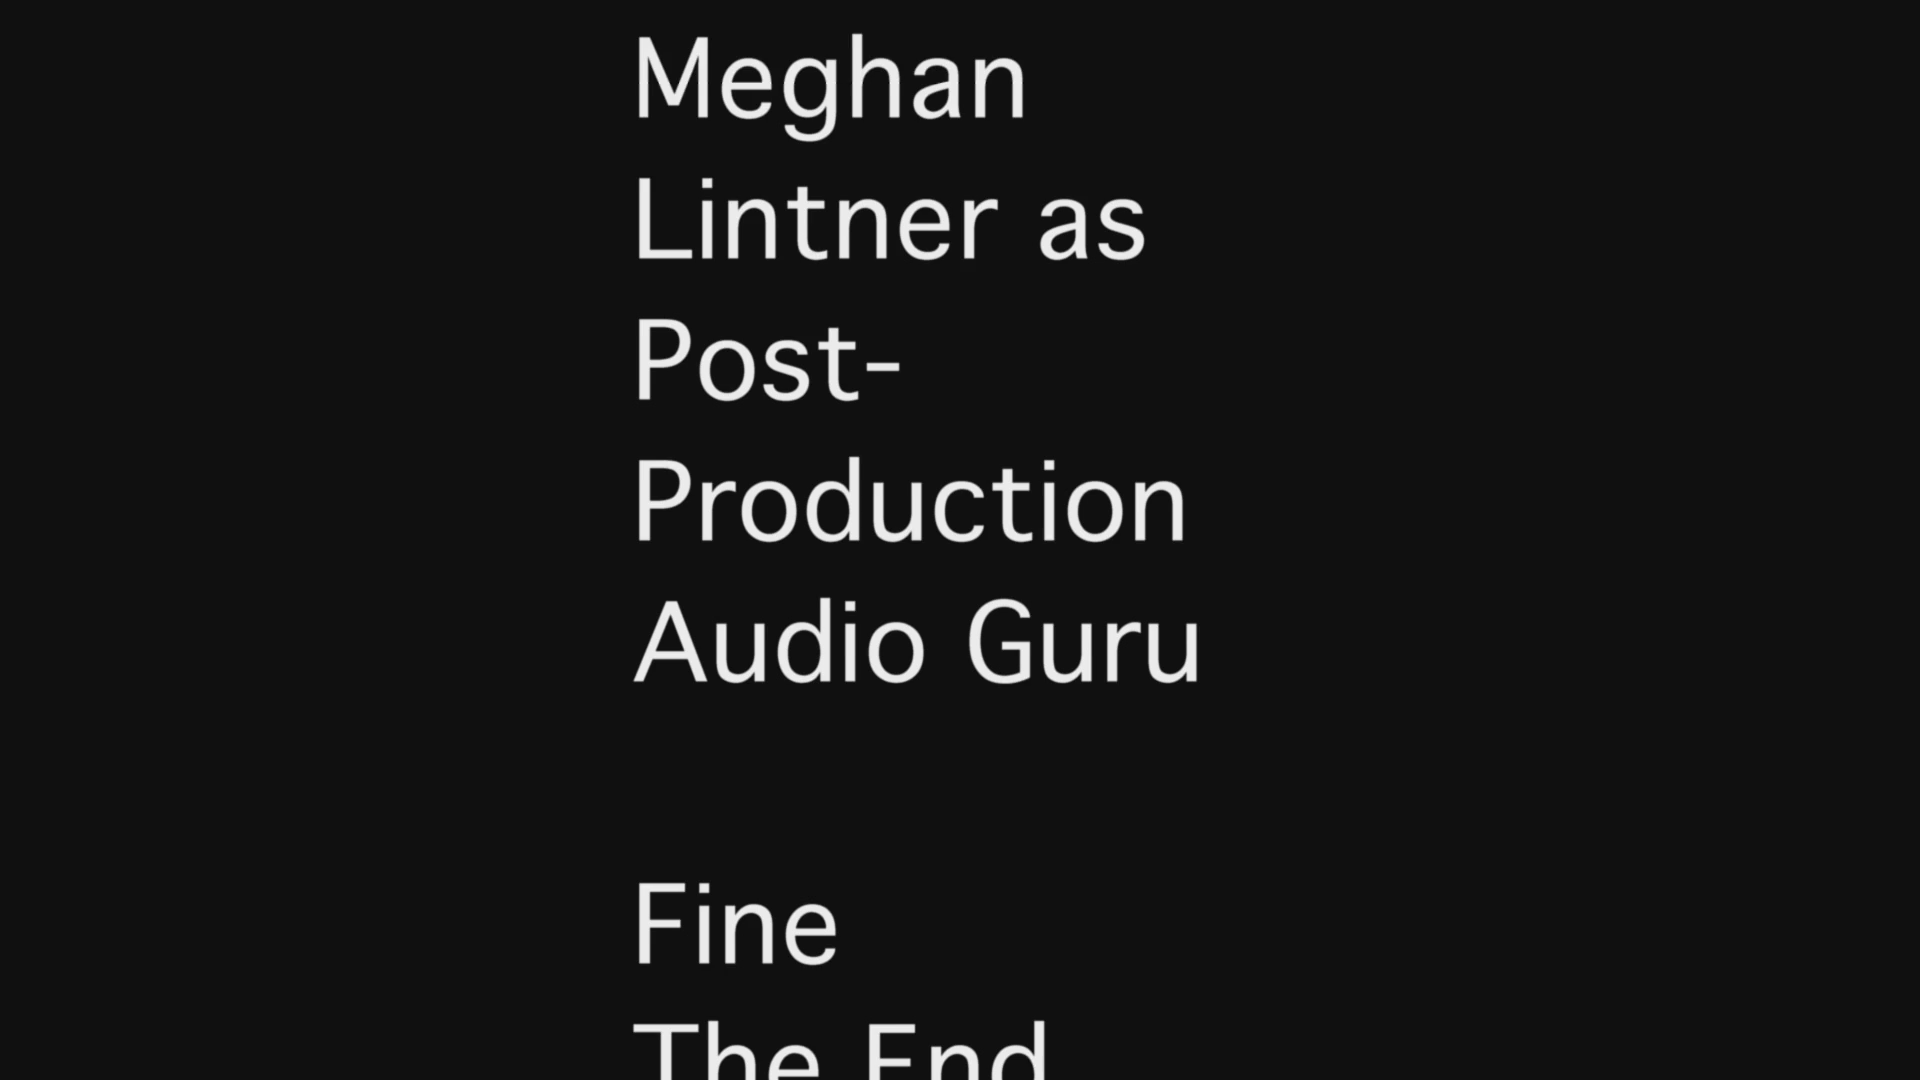 Meghan
Lintner as
Post-
Production
Audio Guru
Fine
The End